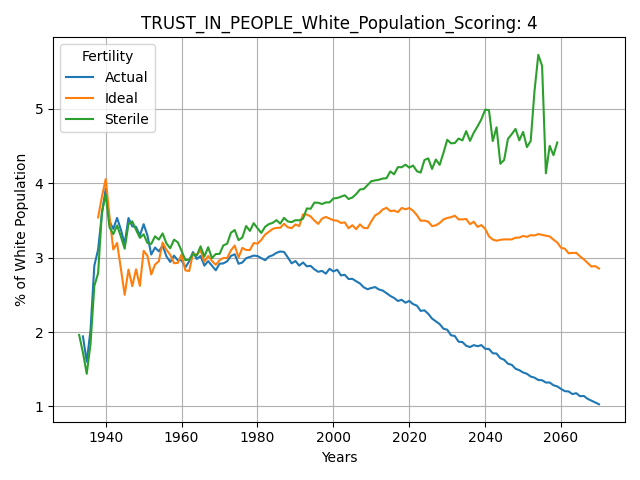 TRUST_IN_PEOPLE_White_Population_Scoring: 4
Fertility
Actual
Ideal
Sterile
% of White Population
5
4
3
2
1
1940 1960 1980 2000 2020 2040 2060
Years